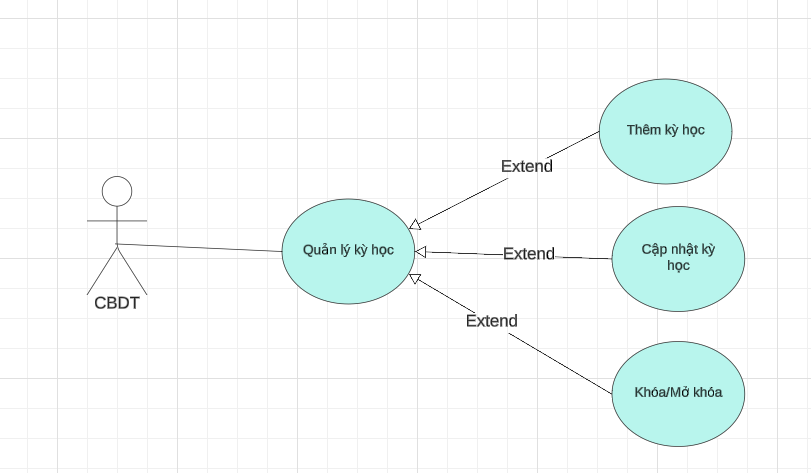 Thêm kỳ học
Extend
Quản lý kỳ học
Extend
Cập nhật kỳ
học
CBDT
Extend
Khóa/Mở khóa